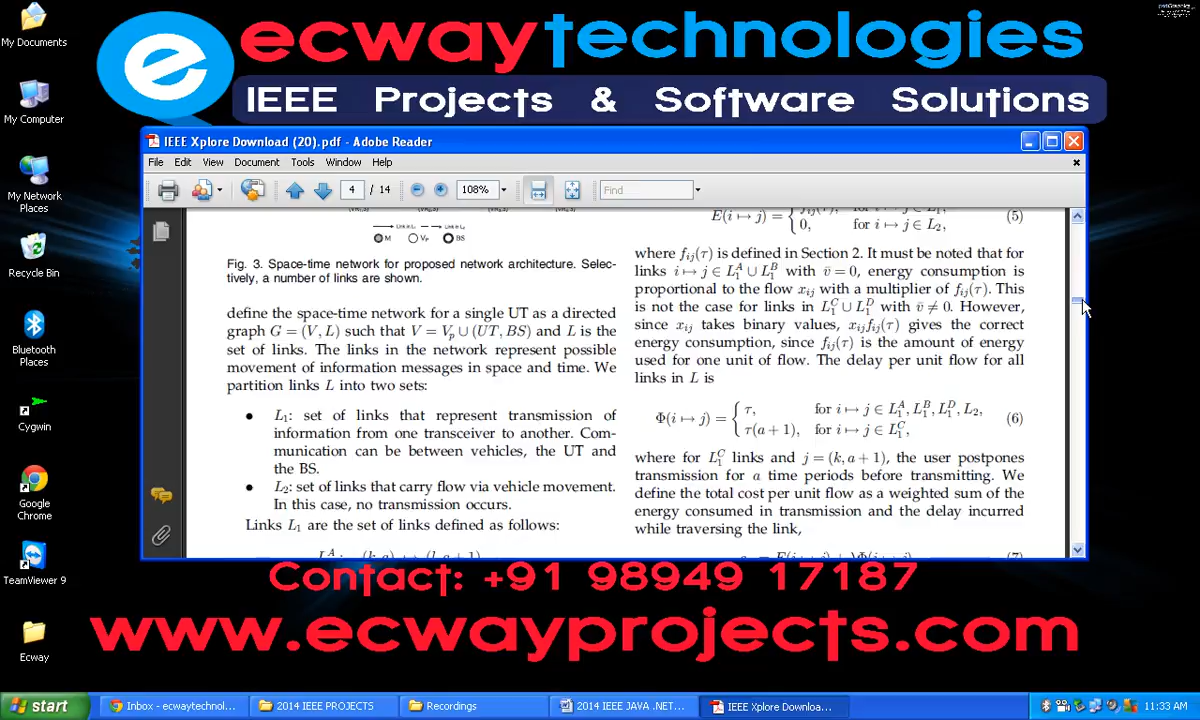 My Documents
My Computer
My Network
Places
Recycle Bin
Bluetooth
Places
Cygwin
Google
Chrome
TeamViewer 9
Ecway
ecwaytechnologies
IEEE Projects & Software Solutions
IEEE Xplore Download (20).pdf - Adobe Reader
File Edit View Document Tools Window Help
4 / 14 108% Find
M V_P BS
Fig. 3. Space-time network for proposed network architecture. Selec-
tively, a number of links are shown.
define the space-time network for a single UT as a directed
graph G = (V, L) such that V = V_p ∪ (UT, BS) and L is the
set of links. The links in the network represent possible
movement of information messages in space and time. We
partition links L into two sets:
● L_1: set of links that represent transmission of
information from one transceiver to another. Com-
munication can be between vehicles, the UT and
the BS.
● L_2: set of links that carry flow via vehicle movement.
In this case, no transmission occurs.
Links L_1 are the set of links defined as follows:
E(i ↦ j) = { 0, for i ↦ j ∈ L_2, (5)
where f_ij(τ) is defined in Section 2. It must be noted that for
links i ↦ j ∈ L_1^A ∪ L_1^B with v̄ = 0, energy consumption is
proportional to the flow x_ij with a multiplier of f_ij(τ). This
is not the case for links in L_1^C ∪ L_1^D with v̄ ≠ 0. However,
since x_ij takes binary values, x_ij f_ij(τ) gives the correct
energy consumption, since f_ij(τ) is the amount of energy
used for one unit of flow. The delay per unit flow for all
links in L is
Φ(i ↦ j) = { τ, for i ↦ j ∈ L_1^A, L_1^B, L_1^D, L_2,
τ(a + 1), for i ↦ j ∈ L_1^C, (6)
where for L_1^C links and j = (k, a + 1), the user postpones
transmission for a time periods before transmitting. We
define the total cost per unit flow as a weighted sum of the
energy consumed in transmission and the delay incurred
while traversing the link,
Contact: +91 98949 17187
www.ecwayprojects.com
start
Inbox - ecwaytechnol...
2014 IEEE PROJECTS
Recordings
2014 IEEE JAVA .NET...
IEEE Xplore Downloa...
11:33 AM